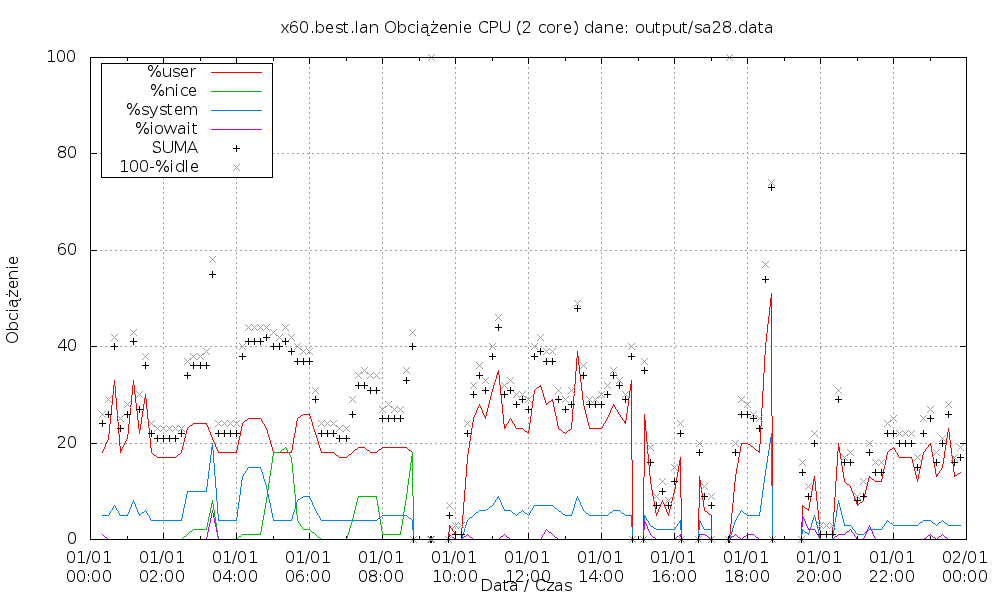 x60.best.lan Obciążenie CPU (2 core) dane: output/sa28.data
100
80
60
40
20
0
Obciążenie
%user
%nice
%system
%iowait
SUMA
100-%idle
01/01 01/01 01/01 01/01 01/01 01/01 01/01 01/01 01/01 01/01 01/01 01/01 01/01
00:00 02:00 04:00 06:00 08:00 10:00 12:00 14:00 16:00 18:00 20:00 22:00 00:00
Data / Czas